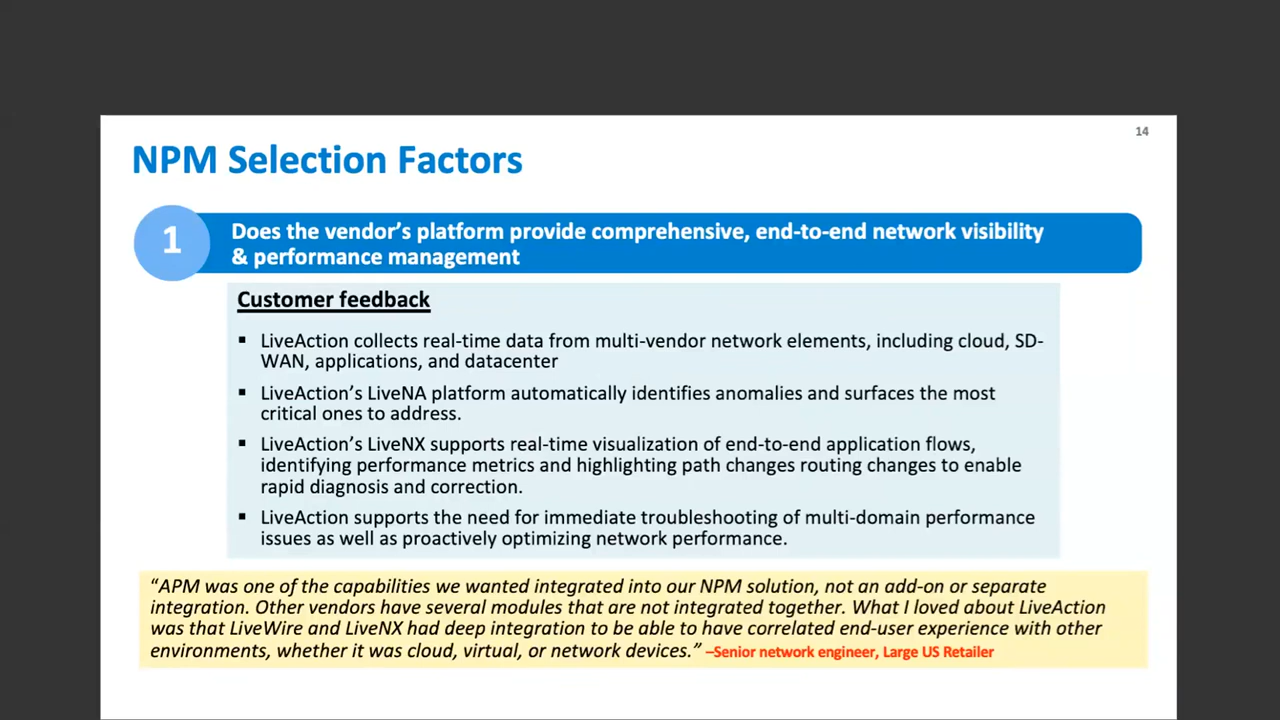 14
NPM Selection Factors
1
Does the vendor's platform provide comprehensive, end-to-end network visibility
& performance management
Customer feedback
▪ LiveAction collects real-time data from multi-vendor network elements, including cloud, SD-
WAN, applications, and datacenter
▪ LiveAction's LiveNA platform automatically identifies anomalies and surfaces the most
critical ones to address.
▪ LiveAction's LiveNX supports real-time visualization of end-to-end application flows,
identifying performance metrics and highlighting path changes routing changes to enable
rapid diagnosis and correction.
▪ LiveAction supports the need for immediate troubleshooting of multi-domain performance
issues as well as proactively optimizing network performance.
“APM was one of the capabilities we wanted integrated into our NPM solution, not an add-on or separate
integration. Other vendors have several modules that are not integrated together. What I loved about LiveAction
was that LiveWire and LiveNX had deep integration to be able to have correlated end-user experience with other
environments, whether it was cloud, virtual, or network devices.” –Senior network engineer, Large US Retailer